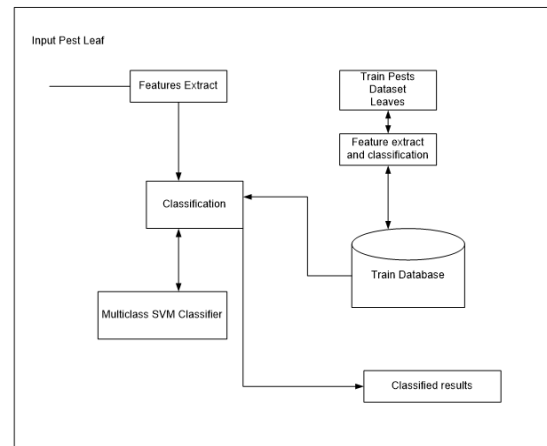 Input Pest Leaf
Features Extract
Train Pests
Dataset
Leaves
Feature extract
and classification
Classification
Train Database
Multiclass SVM Classifier
Classified results